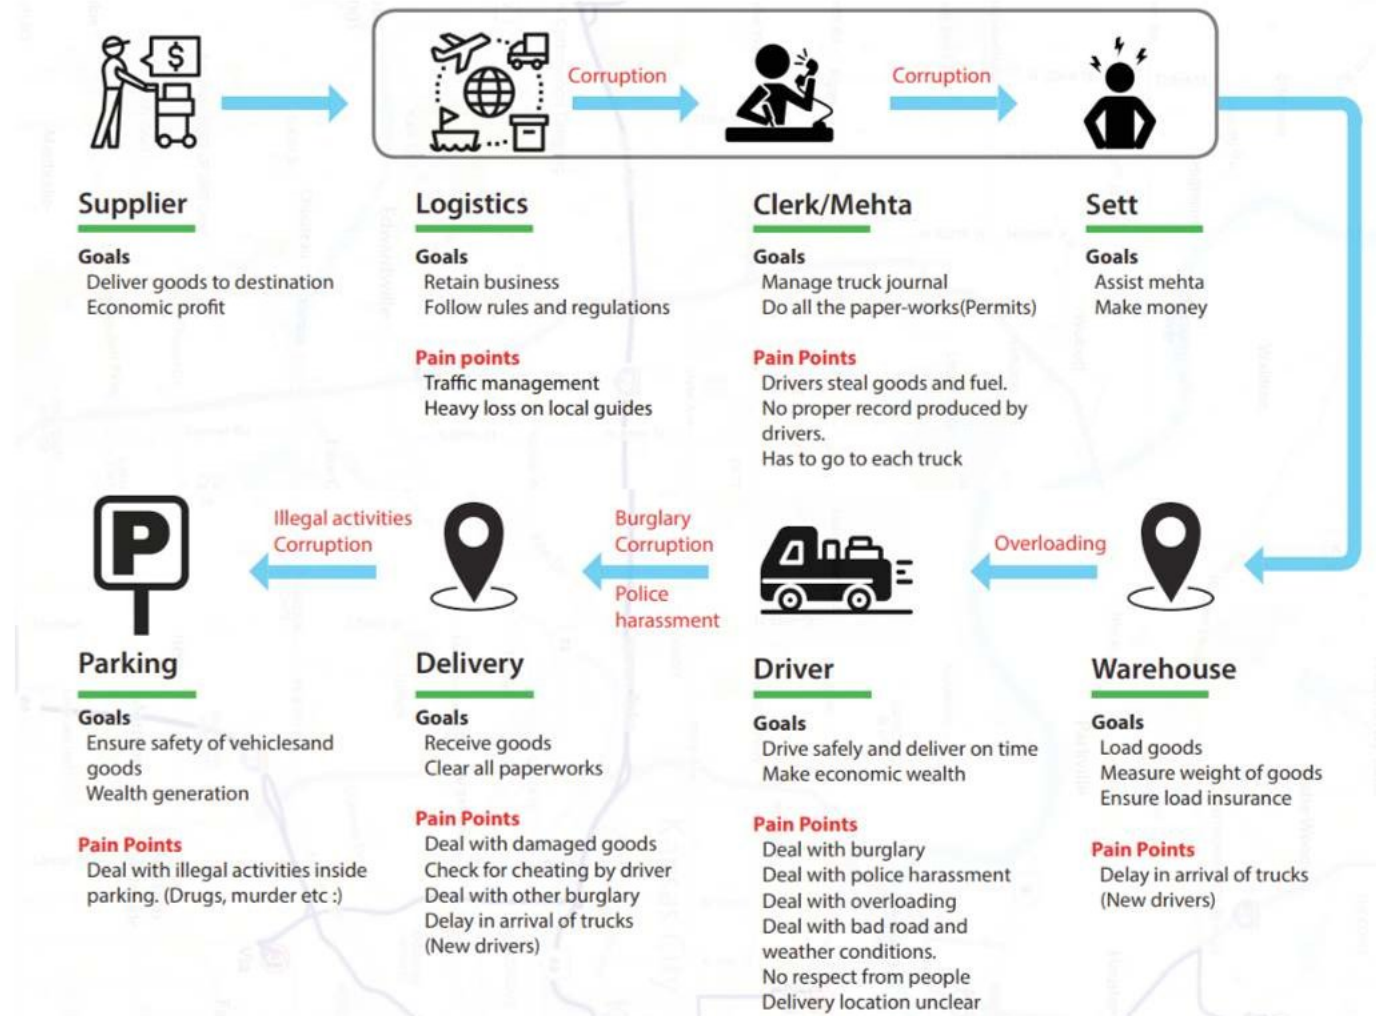 $
Corruption
Corruption
Supplier
Goals
Deliver goods to destination
Economic profit
Logistics
Goals
Retain business
Follow rules and regulations
Pain points
Traffic management
Heavy loss on local guides
Clerk/Mehta
Goals
Manage truck journal
Do all the paper-works(Permits)
Pain Points
Drivers steal goods and fuel.
No proper record produced by
drivers.
Has to go to each truck
Sett
Goals
Assist mehta
Make money
P
Illegal activities
Corruption
Burglary
Corruption
Police
harassment
Overloading
Parking
Goals
Ensure safety of vehiclesand
goods
Wealth generation
Pain Points
Deal with illegal activities inside
parking. (Drugs, murder etc :)
Delivery
Goals
Receive goods
Clear all paperworks
Pain Points
Deal with damaged goods
Check for cheating by driver
Deal with other burglary
Delay in arrival of trucks
(New drivers)
Driver
Goals
Drive safely and deliver on time
Make economic wealth
Pain Points
Deal with burglary
Deal with police harassment
Deal with overloading
Deal with bad road and
weather conditions.
No respect from people
Delivery location unclear
Warehouse
Goals
Load goods
Measure weight of goods
Ensure load insurance
Pain Points
Delay in arrival of trucks
(New drivers)